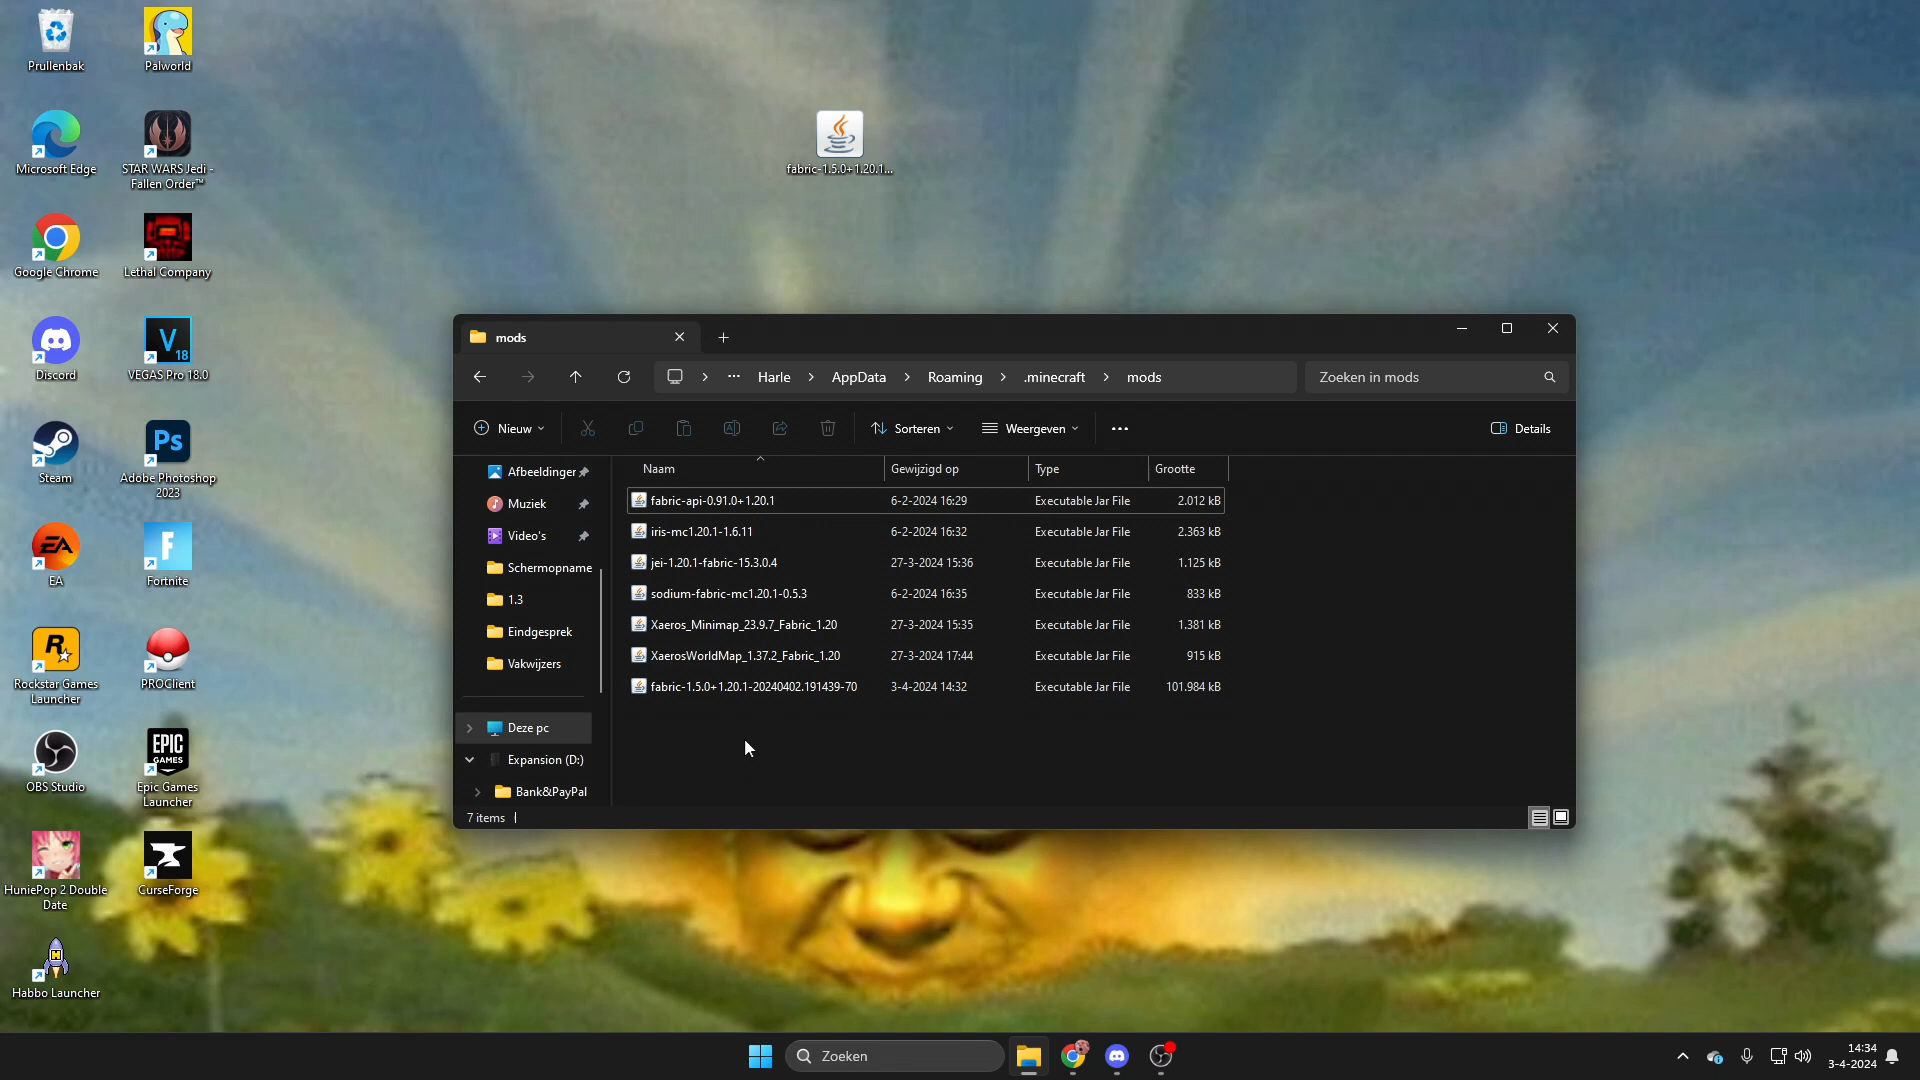 Prullenbak
Palworld
Microsoft Edge
STAR WARS Jedi -
Fallen Order™
Google Chrome
Lethal Company
Discord
V
18
VEGAS Pro 18.0
Steam
Ps
Adobe Photoshop
2023
EA
EA
F
Fortnite
R
Rockstar Games
Launcher
PROClient
OBS Studio
EPIC
GAMES
Epic Games
Launcher
HuniePop 2 Double
Date
CurseForge
H
Habbo Launcher
fabric-1.5.0+1.20.1...
mods
Harle
AppData
Roaming
.minecraft
mods
Zoeken in mods
Nieuw
Sorteren
Weergeven
Details
Afbeeldinger
Muziek
Video's
Schermopname
1.3
Eindgesprek
Vakwijzers
Deze pc
Expansion (D:)
Bank&PayPal
Naam Gewijzigd op Type Grootte
fabric-api-0.91.0+1.20.1 6-2-2024 16:29 Executable Jar File 2.012 kB
iris-mc1.20.1-1.6.11 6-2-2024 16:32 Executable Jar File 2.363 kB
jei-1.20.1-fabric-15.3.0.4 27-3-2024 15:36 Executable Jar File 1.125 kB
sodium-fabric-mc1.20.1-0.5.3 6-2-2024 16:35 Executable Jar File 833 kB
Xaeros_Minimap_23.9.7_Fabric_1.20 27-3-2024 15:35 Executable Jar File 1.381 kB
XaerosWorldMap_1.37.2_Fabric_1.20 27-3-2024 17:44 Executable Jar File 915 kB
fabric-1.5.0+1.20.1-20240402.191439-70 3-4-2024 14:32 Executable Jar File 101.984 kB
7 items
Zoeken
14:34
3-4-2024